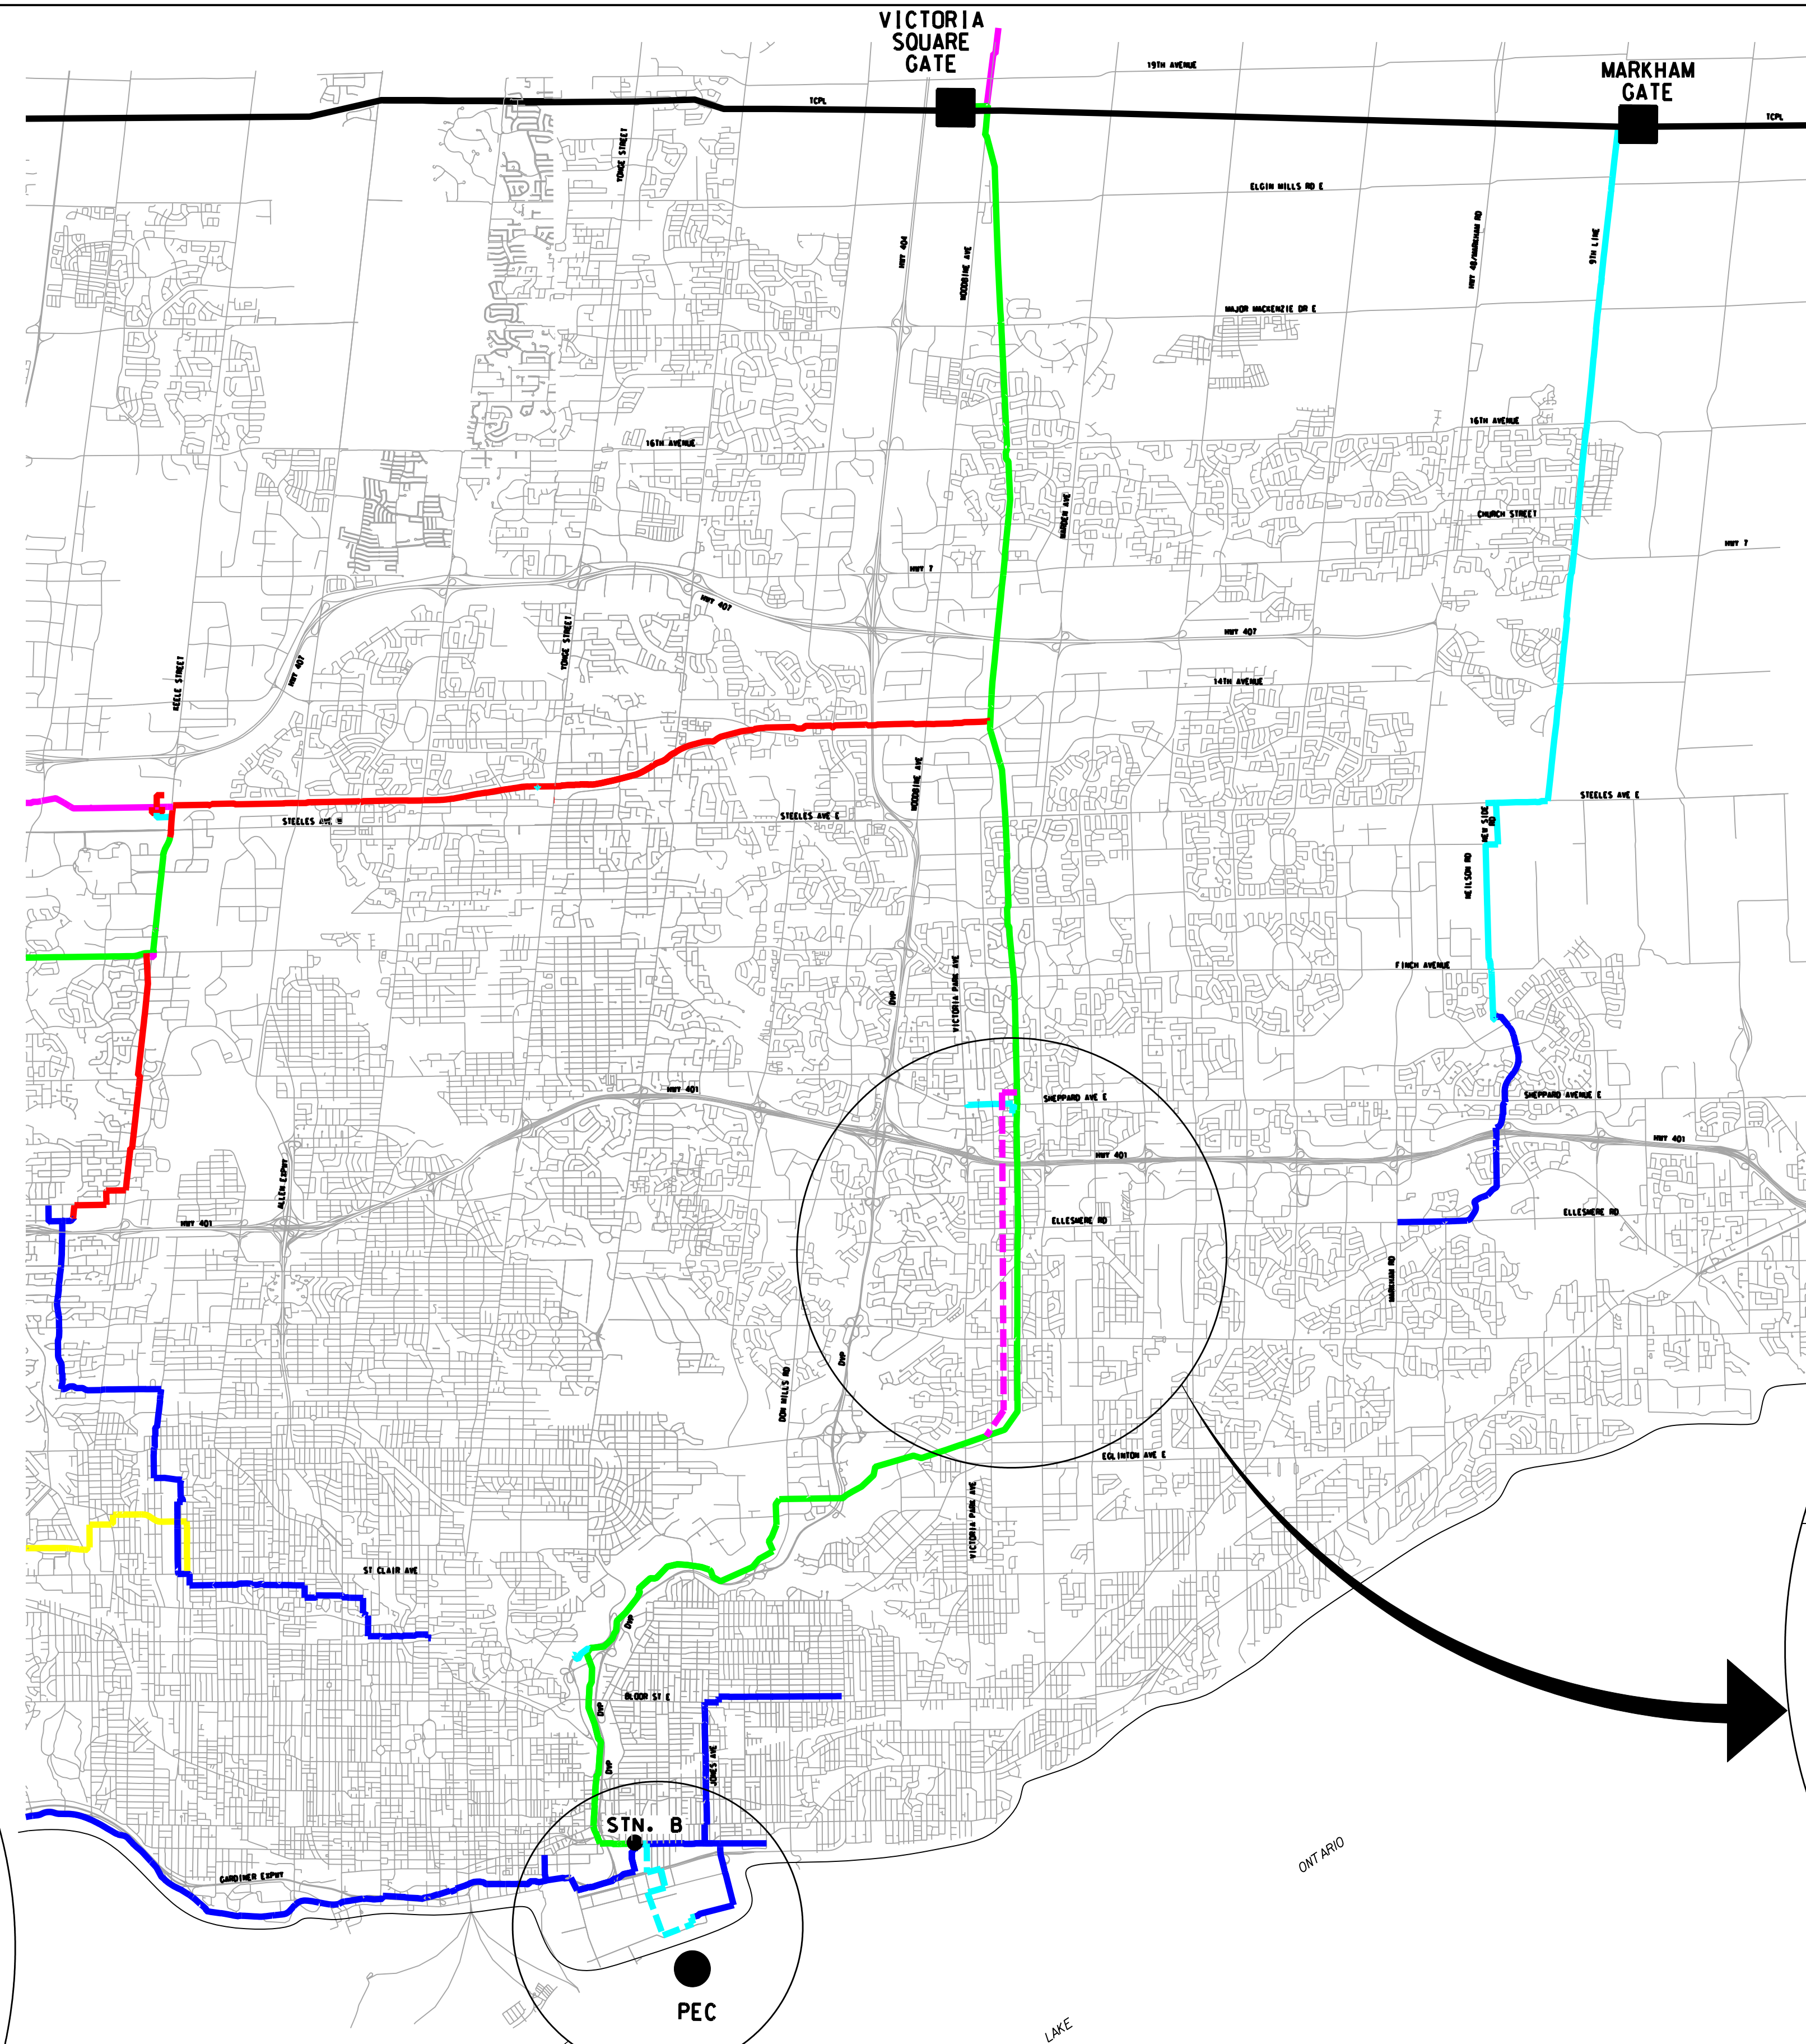 VICTORIA
SQUARE
GATE
19TH AVENUE
MARKHAM
GATE
TCPL
TCPL
YONGE STREET
ELGIN MILLS RD E
HWY 404
WOODBINE AVE
HWY 48/MARKHAM RD
9TH LINE
MAJOR MACKENZIE DR E
16TH AVENUE
16TH AVENUE
WARDEN AVE
CHURCH STREET
HWY 7
HWY 7
HWY 407
HWY 407
HWY 407
YONGE STREET
KEELE STREET
14TH AVENUE
WOODBINE AVE
STEELES AVE W
STEELES AVE E
STEELES AVE E
NEW SIDE
RD
NEILSON RD
FINCH AVENUE
VICTORIA PARK AVE
DVP
HWY 401
SHEPPARD AVE E
SHEPPARD AVENUE E
HWY 401
HWY 401
ALLEN EXPWY
HWY 401
ELLESMERE RD
ELLESMERE RD
MARKHAM RD
DVP
DON MILLS RD
EGLINTON AVE E
VICTORIA PARK AVE
ST CLAIR AVE
DVP
BLOOR ST E
DVP
DVP
JONES AVE
STN. B
GARDINER EXPWY
ONTARIO
PEC
LAKE